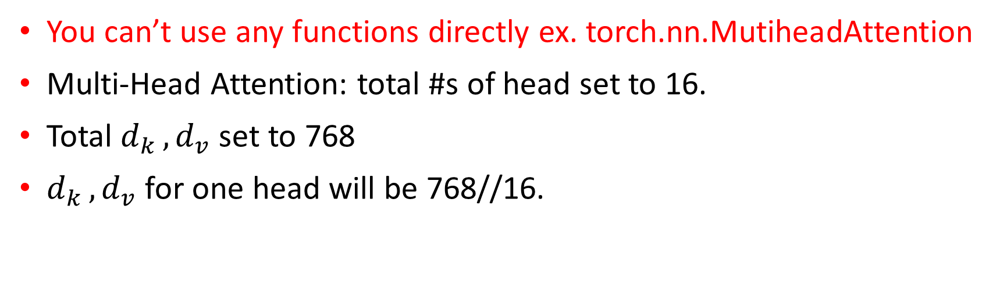 • You can’t use any functions directly ex. torch.nn.MutiheadAttention
• Multi-Head Attention: total #s of head set to 16.
• Total d_k , d_v set to 768
• d_k , d_v for one head will be 768//16.